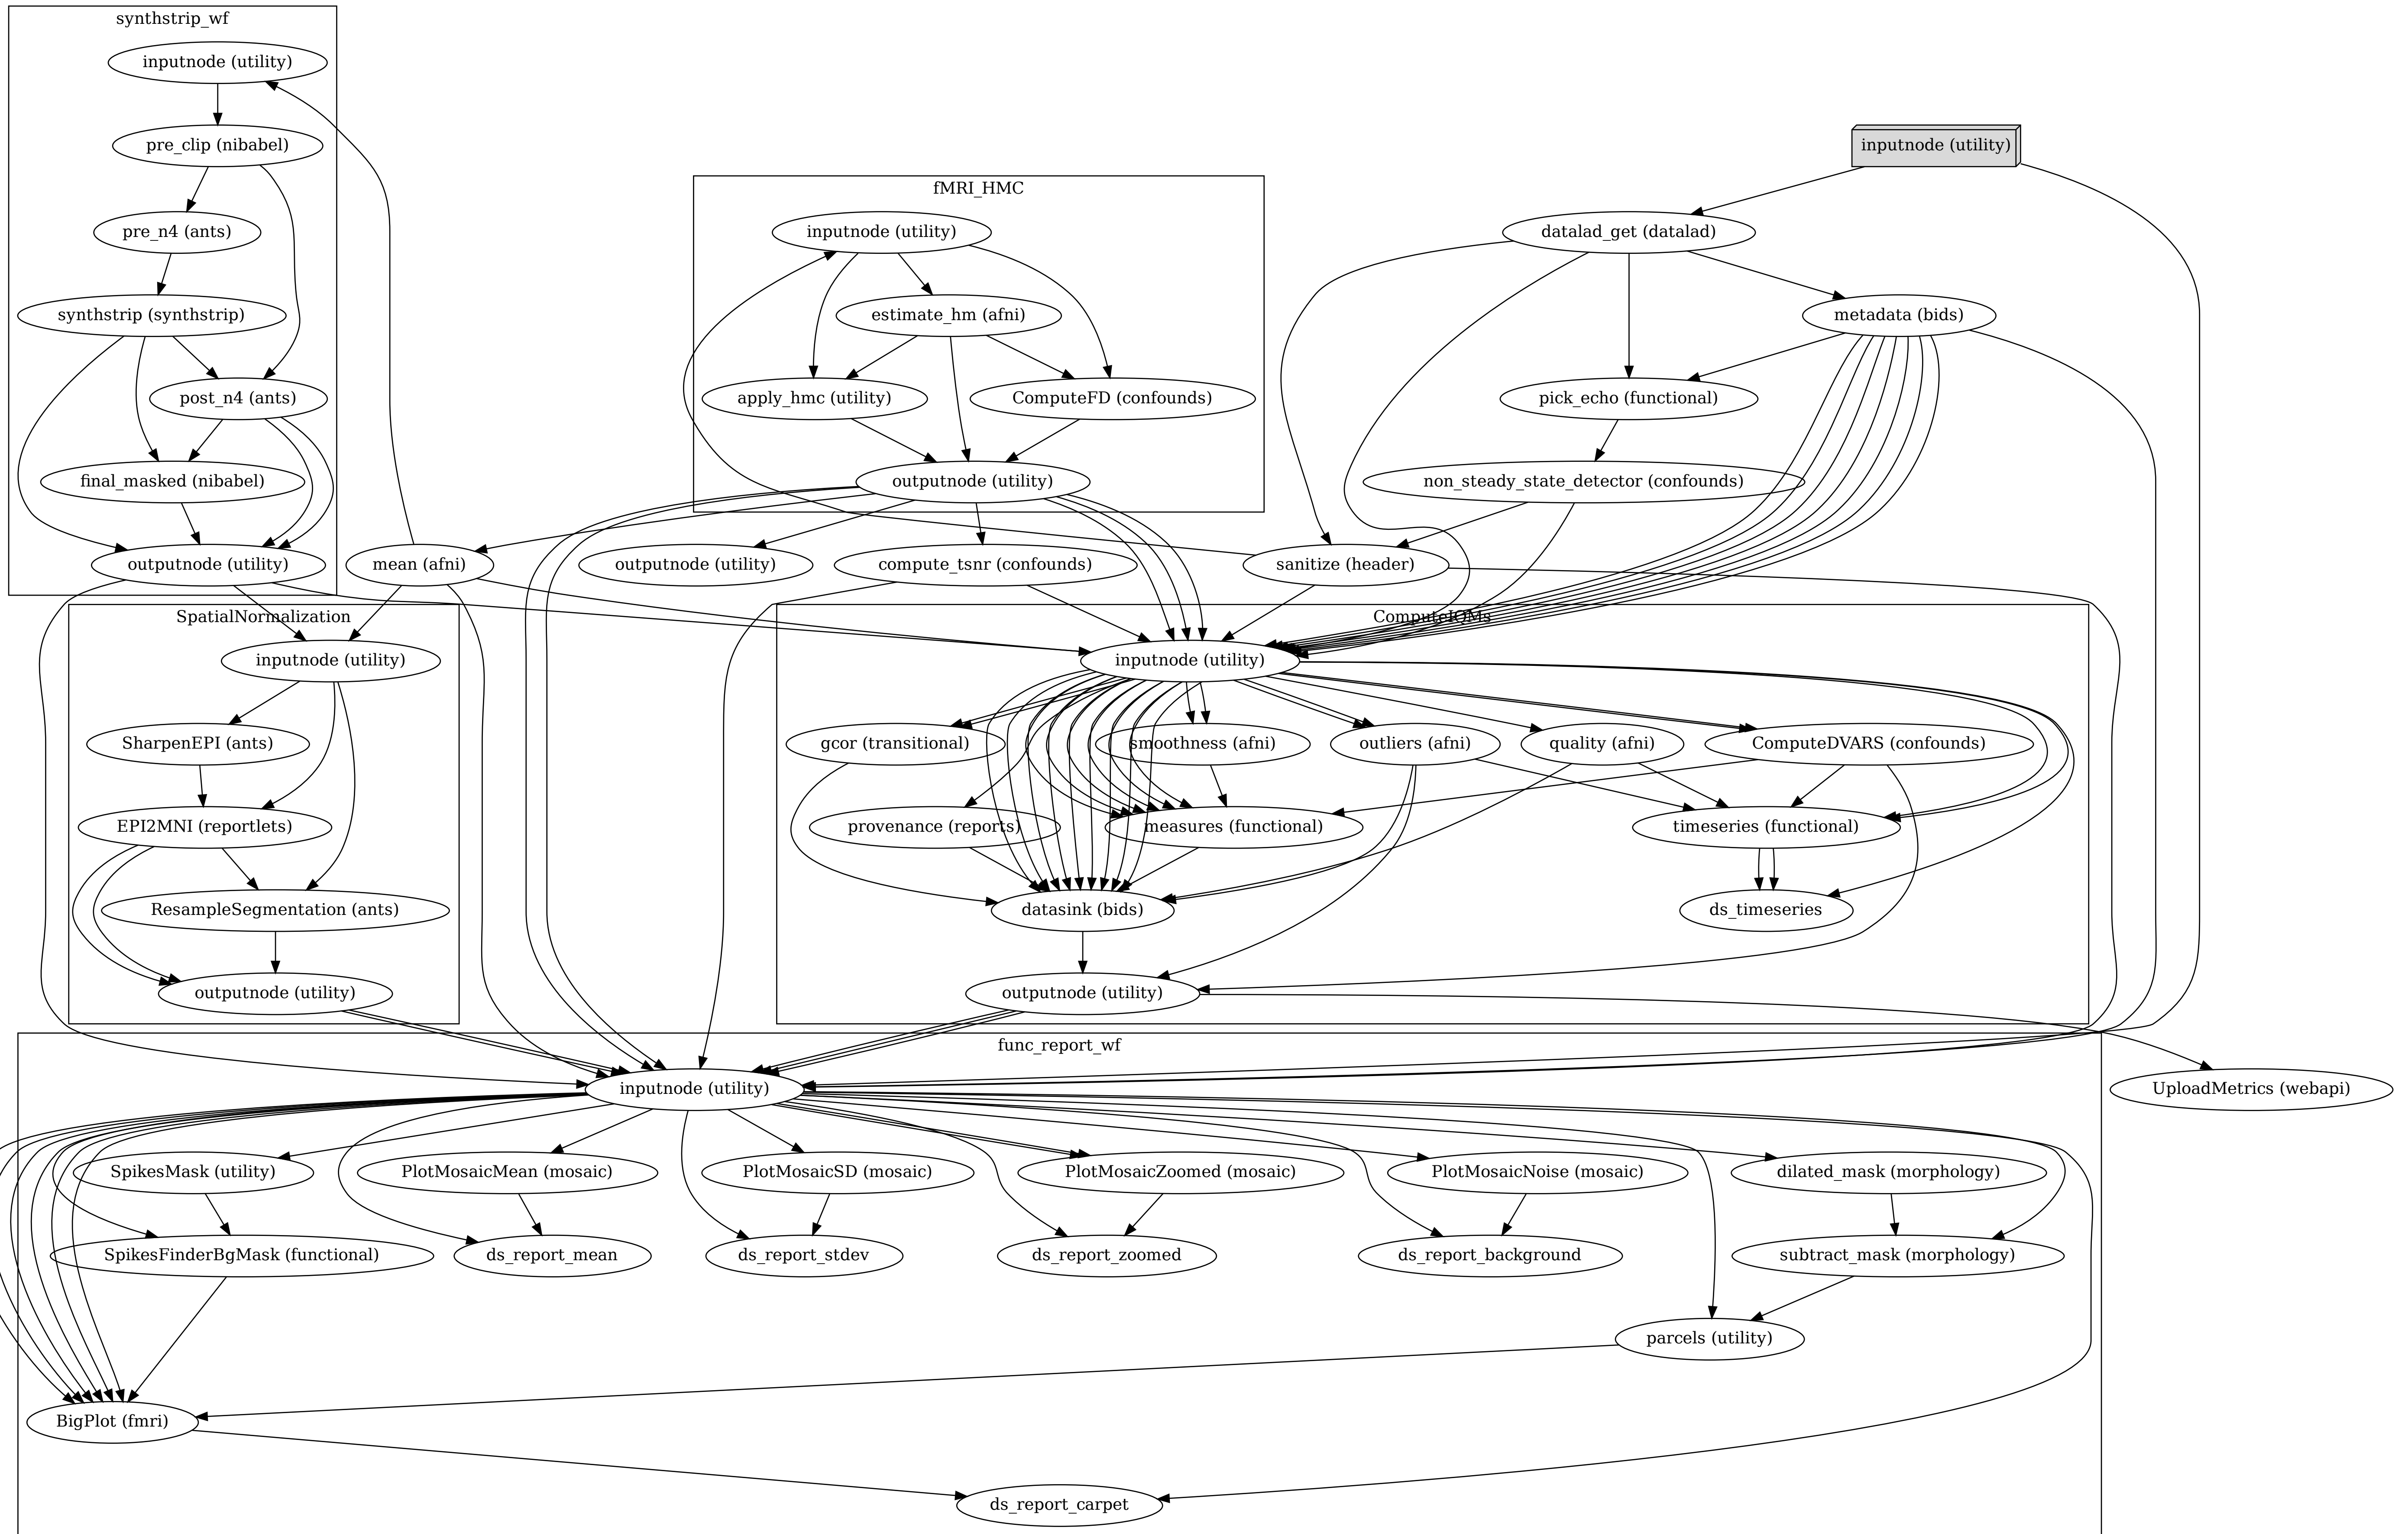 synthstrip_wf
inputnode (utility)
pre_clip (nibabel)
pre_n4 (ants)
synthstrip (synthstrip)
post_n4 (ants)
final_masked (nibabel)
outputnode (utility)
fMRI_HMC
inputnode (utility)
estimate_hm (afni)
apply_hmc (utility)
ComputeFD (confounds)
outputnode (utility)
inputnode (utility)
datalad_get (datalad)
metadata (bids)
pick_echo (functional)
non_steady_state_detector (confounds)
mean (afni)
outputnode (utility)
compute_tsnr (confounds)
sanitize (header)
SpatialNormalization
inputnode (utility)
SharpenEPI (ants)
EPI2MNI (reportlets)
ResampleSegmentation (ants)
outputnode (utility)
ComputeIQMs
inputnode (utility)
gcor (transitional)
smoothness (afni)
outliers (afni)
quality (afni)
ComputeDVARS (confounds)
provenance (reports)
measures (functional)
timeseries (functional)
datasink (bids)
ds_timeseries
outputnode (utility)
func_report_wf
inputnode (utility)
UploadMetrics (webapi)
SpikesMask (utility)
PlotMosaicMean (mosaic)
PlotMosaicSD (mosaic)
PlotMosaicZoomed (mosaic)
PlotMosaicNoise (mosaic)
dilated_mask (morphology)
SpikesFinderBgMask (functional)
ds_report_mean
ds_report_stdev
ds_report_zoomed
ds_report_background
subtract_mask (morphology)
parcels (utility)
BigPlot (fmri)
ds_report_carpet